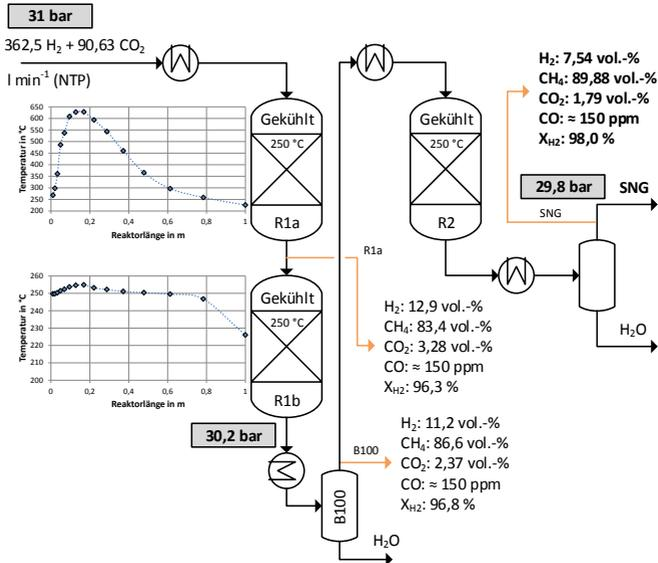 31 bar
362,5 H₂ + 90,63 CO₂
l min⁻¹ (NTP)
Temperatur in °C
650
600
550
500
450
400
350
300
250
200
0
0,2
0,4
0,6
0,8
1
Reaktorlänge in m
Gekühlt
250 °C
R1a
Gekühlt
250 °C
R2
H₂: 7,54 vol.-%
CH₄: 89,88 vol.-%
CO₂: 1,79 vol.-%
CO: ≈ 150 ppm
X_H2: 98,0 %
29,8 bar
SNG
SNG
H₂O
R1a
H₂: 12,9 vol.-%
CH₄: 83,4 vol.-%
CO₂: 3,28 vol.-%
CO: ≈ 150 ppm
X_H2: 96,3 %
Temperatur in °C
260
250
240
230
220
210
200
0
0,2
0,4
0,6
0,8
1
Reaktorlänge in m
Gekühlt
250 °C
R1b
30,2 bar
B100
H₂: 11,2 vol.-%
CH₄: 86,6 vol.-%
CO₂: 2,37 vol.-%
CO: ≈ 150 ppm
X_H2: 96,8 %
B100
H₂O